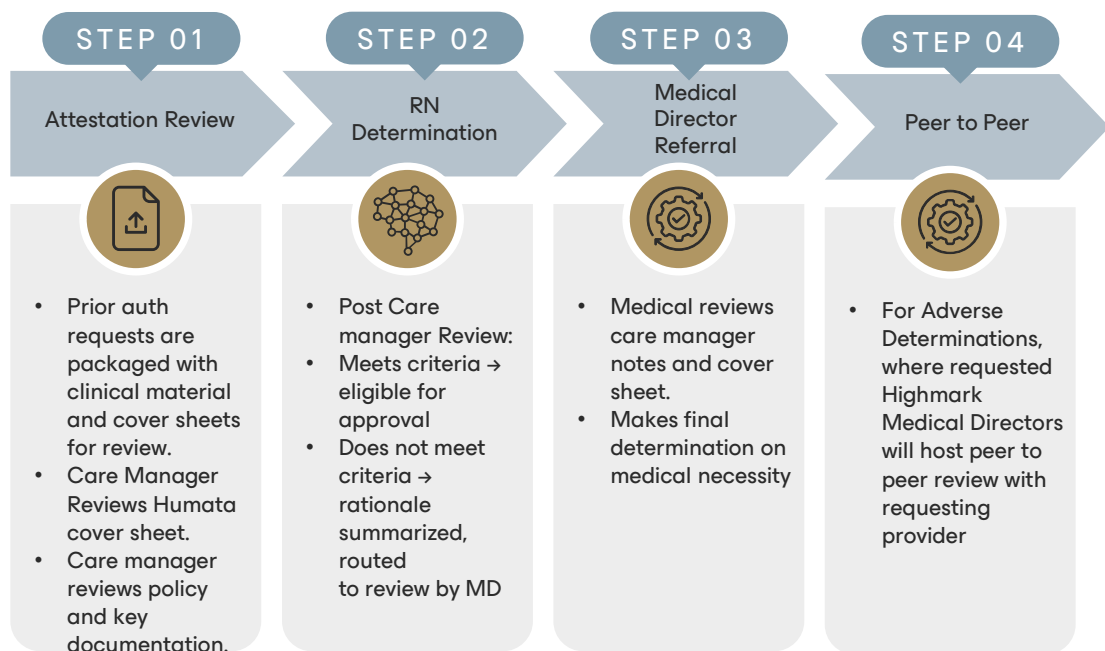 STEP 01
Attestation Review
• Prior auth
requests are
packaged with
clinical material
and cover sheets
for review.
• Care Manager
Reviews Humata
cover sheet.
• Care manager
reviews policy
and key
documentation.
STEP 02
RN
Determination
• Post Care
manager Review:
• Meets criteria →
eligible for
approval
• Does not meet
criteria →
rationale
summarized,
routed
to review by MD
STEP 03
Medical
Director
Referral
• Medical reviews
care manager
notes and cover
sheet.
• Makes final
determination on
medical necessity
STEP 04
Peer to Peer
• For Adverse
Determinations,
where requested
Highmark
Medical Directors
will host peer to
peer review with
requesting
provider